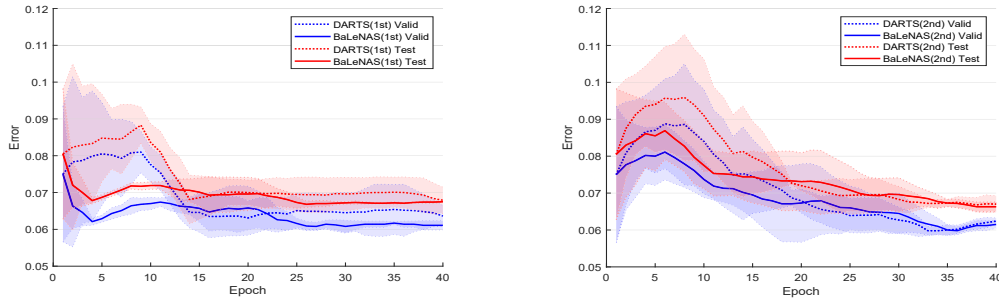 0.12
0.11
0.1
0.09
0.08
0.07
0.06
0.05
Error
0 5 10 15 20 25 30 35 40
Epoch
DARTS(1st) Valid
BaLeNAS(1st) Valid
DARTS(1st) Test
BaLeNAS(1st) Test
0.12
0.11
0.1
0.09
0.08
0.07
0.06
0.05
Error
0 5 10 15 20 25 30 35 40
Epoch
DARTS(2nd) Valid
BaLeNAS(2nd) Valid
DARTS(2nd) Test
BaLeNAS(2nd) Test